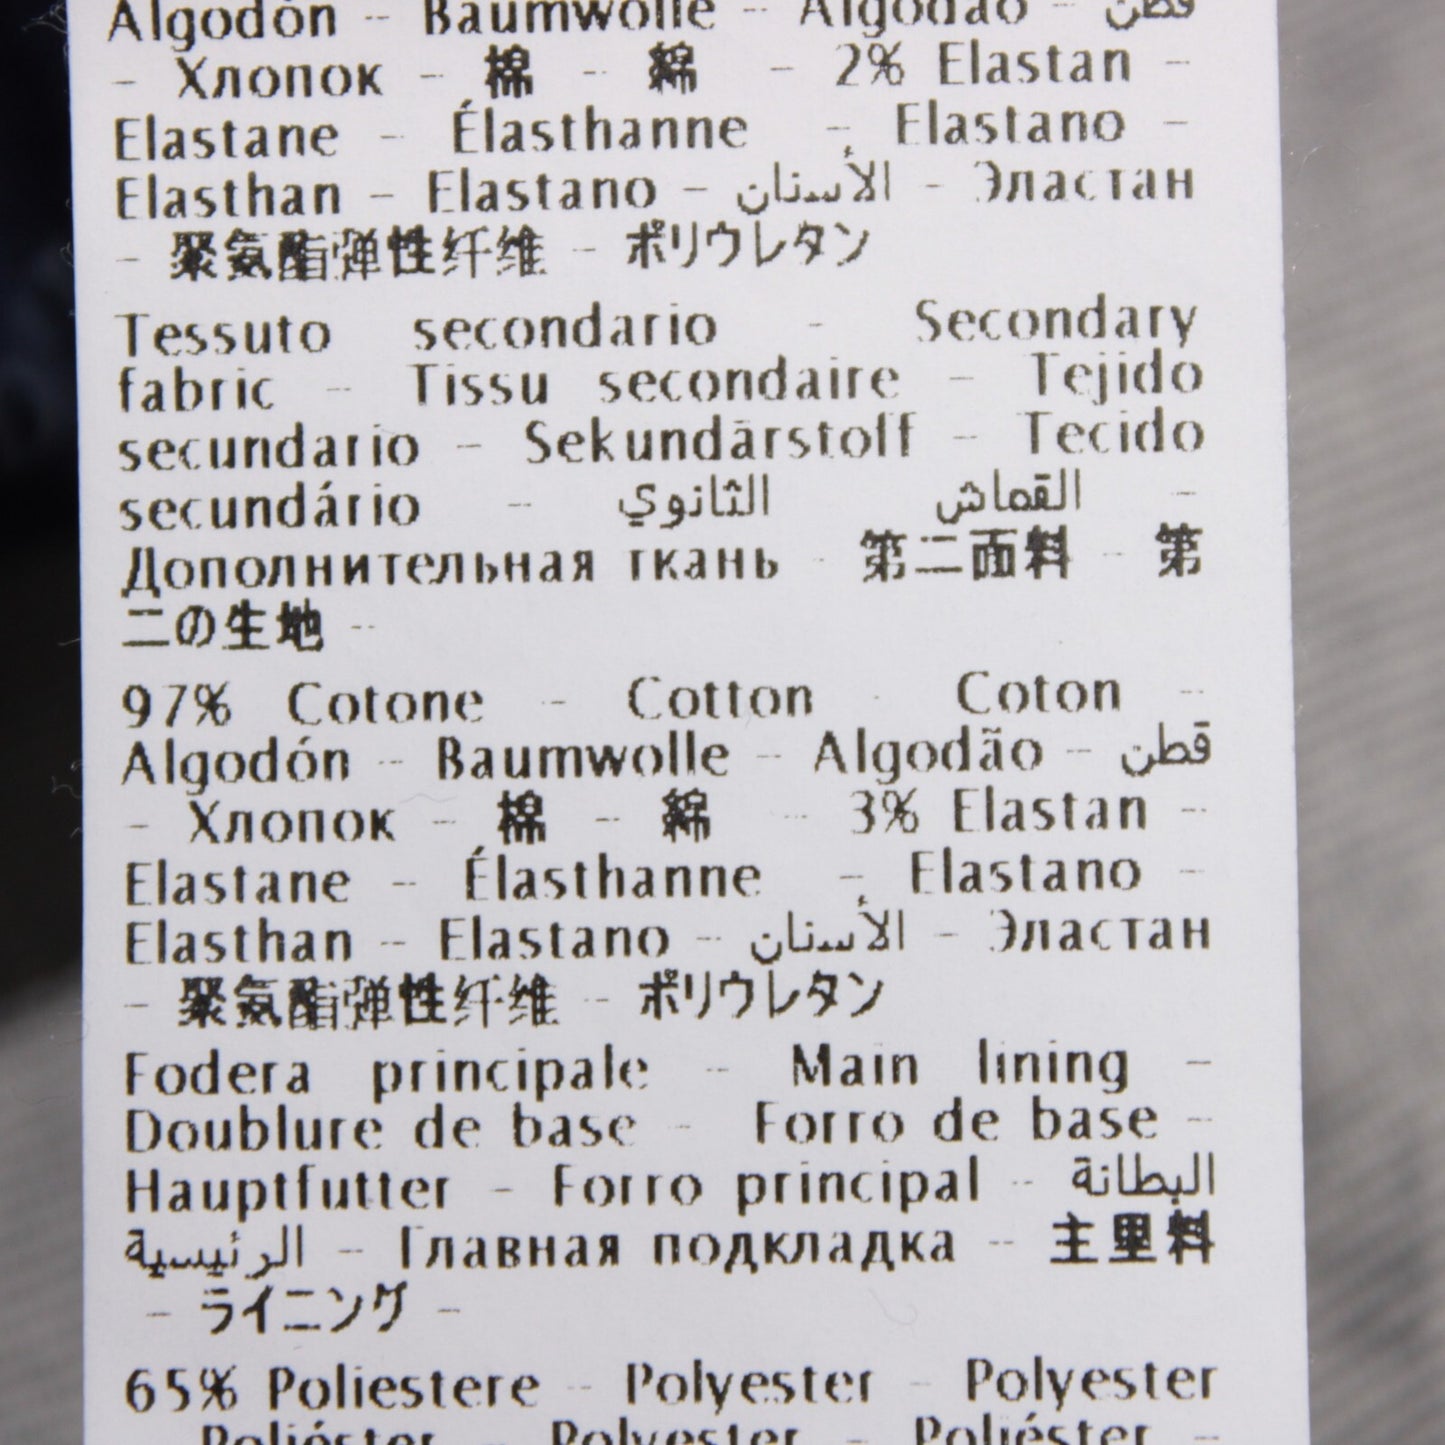 Algodón - Baumwolle - Algodão - قطن
- Хлопок - 棉 - 綿 - 2% Elastan -
Elastane - Élasthanne - Elastano -
Elasthan - Elastano - الأسنان - Эластан
- 聚氨酯弹性纤维 - ポリウレタン
Tessuto secondario - Secondary
fabric - Tissu secondaire - Tejido
secundario - Sekundärstoff - Tecido
secundário - القماش الثانوي -
Дополнительная ткань - 第二面料 - 第
二の生地 -
97% Cotone - Cotton - Coton -
Algodón - Baumwolle - Algodão - قطن
- Хлопок - 棉 - 綿 - 3% Elastan -
Elastane - Élasthanne - Elastano -
Elasthan - Elastano - الأسنان - Эластан
- 聚氨酯弹性纤维 - ポリウレタン
Fodera principale - Main lining -
Doublure de base - Forro de base -
Hauptfutter - Forro principal - البطانة
الرئيسية - Главная подкладка - 主里料
- ライニング -
65% Poliestere - Polyester - Polyester
- Poliéster - Polyester - Poliéster -